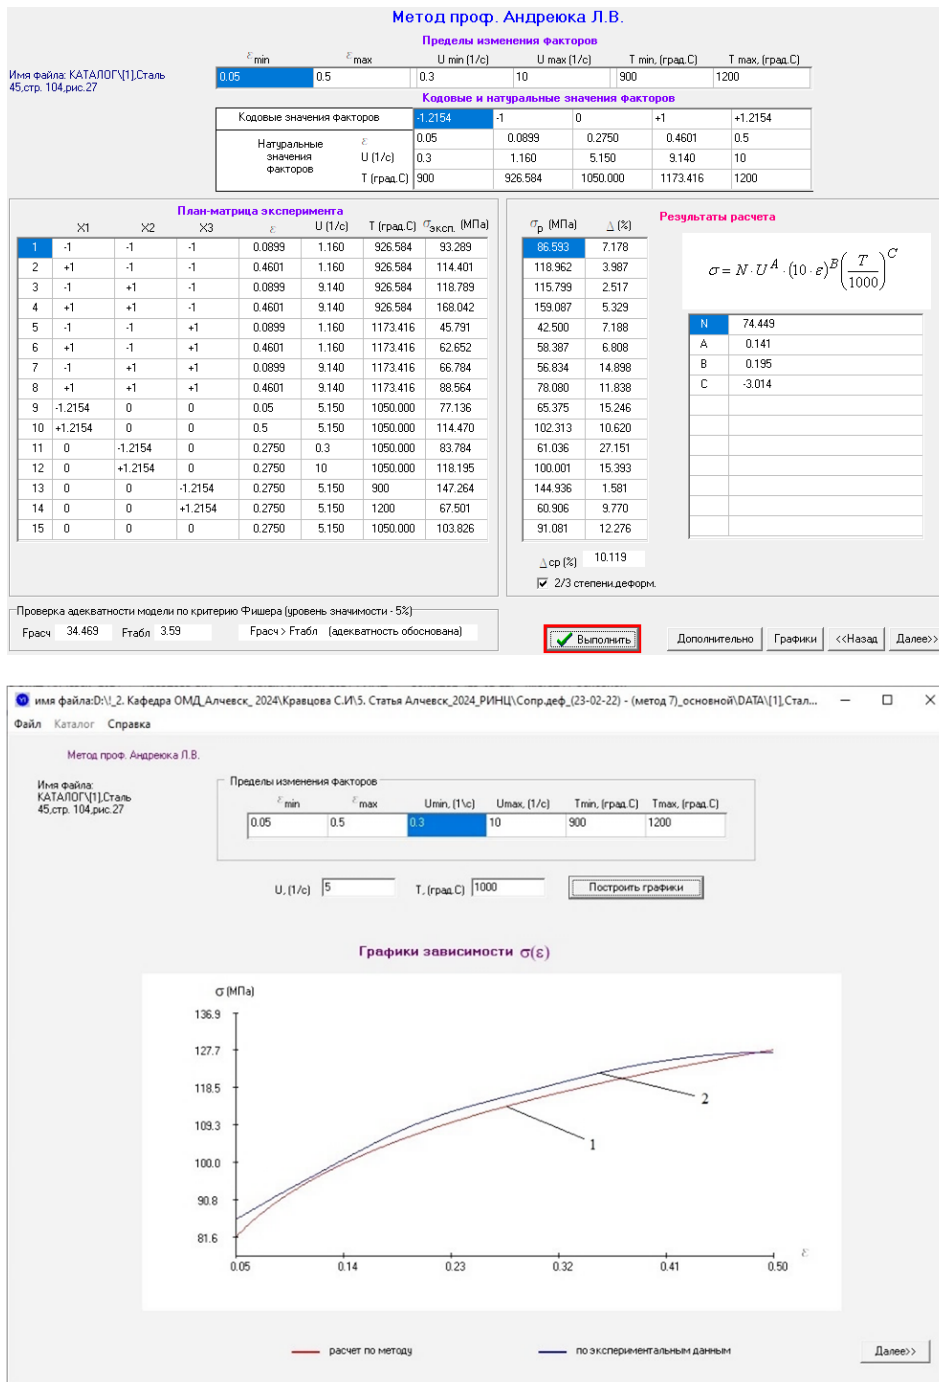 Метод проф. Андреюка Л.В.
Пределы изменения факторов
ε min ε max U min (1/с) U max (1/с) T min, (град.С) T max, (град.С)
Имя файла: КАТАЛОГ\[1],Сталь
45,стр. 104,рис.27
0.05 0.5 0.3 10 900 1200
Кодовые и натуральные значения факторов
Кодовые значения факторов -1.2154 -1 0 +1 +1.2154
Натуральные значения факторов
ε 0.05 0.0899 0.2750 0.4601 0.5
U (1/с) 0.3 1.160 5.150 9.140 10
T (град.С) 900 926.584 1050.000 1173.416 1200
План-матрица эксперимента
X1 X2 X3 ε U (1/с) T (град.С) σэксп. (МПа)
1 -1 -1 -1 0.0899 1.160 926.584 93.289
2 +1 -1 -1 0.4601 1.160 926.584 114.401
3 -1 +1 -1 0.0899 9.140 926.584 118.789
4 +1 +1 -1 0.4601 9.140 926.584 168.042
5 -1 -1 +1 0.0899 1.160 1173.416 45.791
6 +1 -1 +1 0.4601 1.160 1173.416 62.652
7 -1 +1 +1 0.0899 9.140 1173.416 66.784
8 +1 +1 +1 0.4601 9.140 1173.416 88.564
9 -1.2154 0 0 0.05 5.150 1050.000 77.136
10 +1.2154 0 0 0.5 5.150 1050.000 114.470
11 0 -1.2154 0 0.2750 0.3 1050.000 83.784
12 0 +1.2154 0 0.2750 10 1050.000 118.195
13 0 0 -1.2154 0.2750 5.150 900 147.264
14 0 0 +1.2154 0.2750 5.150 1200 67.501
15 0 0 0 0.2750 5.150 1050.000 103.826
σр (МПа) Δ (%)
86.593 7.178
118.962 3.987
115.799 2.517
159.087 5.329
42.500 7.188
58.387 6.808
56.834 14.898
78.080 11.838
65.375 15.246
102.313 10.620
61.036 27.151
100.001 15.393
144.936 1.581
60.906 9.770
91.081 12.276
Δср (%) 10.119
2/3 степени.деформ.
Результаты расчета
σ = N · U^A · (10 · ε)^B (T/1000)^C
N 74.449
A 0.141
B 0.195
C -3.014
Проверка адекватности модели по критерию Фишера (уровень значимости - 5%)
Fрасч 34.469 Fтабл 3.59 Fрасч > Fтабл (адекватность обоснована)
Выполнить Дополнительно Графики <<Назад Далее>>
имя файла:D:\!_2. Кафедра ОМД_Алчевск_ 2024\Кравцова С.И\5. Статья Алчевск_2024_РИНЦ\Сопр.деф_(23-02-22) - (метод 7)_основной\DATA\[1],Стал...
Файл Каталог Справка
Метод проф. Андреюка Л.В.
Имя файла:
КАТАЛОГ\[1],Сталь
45,стр. 104,рис.27
Пределы изменения факторов
ε min ε max Umin, (1\с) Umax, (1/с) Tmin, (град.С) Tmax, (град.С)
0.05 0.5 0.3 10 900 1200
U, (1/с) 5 T, (град.С) 1000 Построить графики
Графики зависимости σ(ε)
σ (МПа)
136.9
127.7
118.5
109.3
100.0
90.8
81.6
2
1
ε
0.05 0.14 0.23 0.32 0.41 0.50
расчет по методу по экспериментальным данным
Далее>>